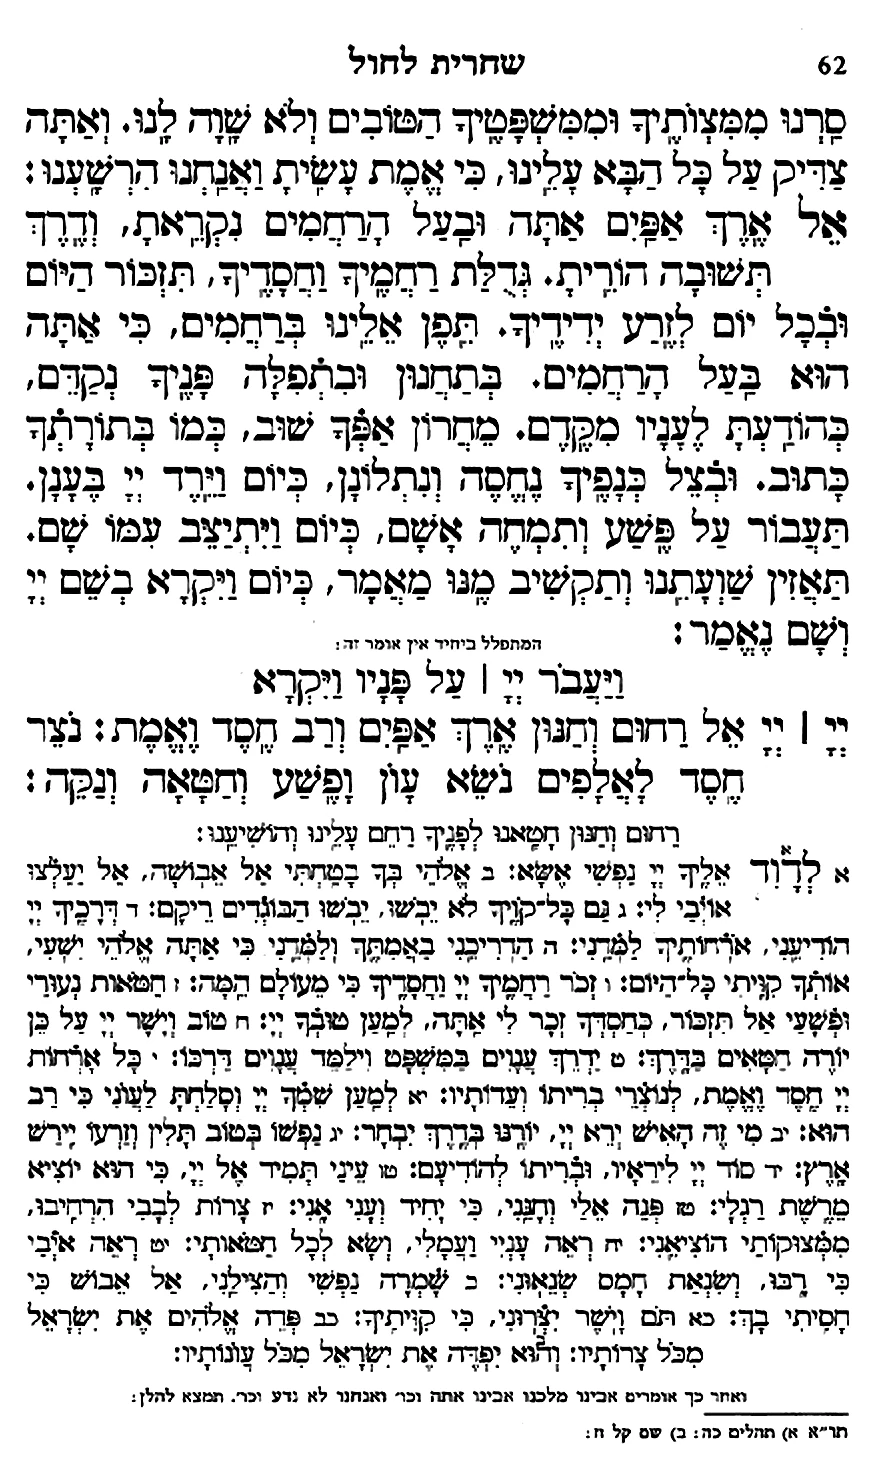 62 שחרית לחול
סַרְנוּ מִמִּצְוֹתֶיךָ וּמִמִּשְׁפָּטֶיךָ הַטּוֹבִים וְלֹא שָׁוָה לָנוּ. וְאַתָּה
צַדִּיק עַל כָּל הַבָּא עָלֵינוּ, כִּי אֱמֶת עָשִׂיתָ וַאֲנַחְנוּ הִרְשָׁעְנוּ:
אֵל אֶרֶךְ אַפַּיִם אַתָּה וּבַעַל הָרַחֲמִים נִקְרֵאתָ, וְדֶרֶךְ
תְּשׁוּבָה הוֹרֵיתָ. גְּדֻלַּת רַחֲמֶיךָ וַחֲסָדֶיךָ, תִּזְכּוֹר הַיּוֹם
וּבְכָל יוֹם לְזֶרַע יְדִידֶיךָ. תֵּפֶן אֵלֵינוּ בְּרַחֲמִים, כִּי אַתָּה
הוּא בַּעַל הָרַחֲמִים. בְּתַחֲנוּן וּבִתְפִלָּה פָּנֶיךָ נְקַדֵּם,
כְּהוֹדַעְתָּ לֶעָנָיו מִקֶּדֶם. מֵחֲרוֹן אַפְּךָ שׁוּב, כְּמוֹ בְּתוֹרָתְךָ
כָּתוּב. וּבְצֵל כְּנָפֶיךָ נֶחֱסֶה וְנִתְלוֹנָן, כְּיוֹם וַיֵּרֶד יְיָ בֶּעָנָן.
תַּעֲבוֹר עַל פֶּשַׁע וְתִמְחֶה אָשָׁם, כְּיוֹם וַיִּתְיַצֵּב עִמּוֹ שָׁם.
תַּאֲזִין שַׁוְעָתֵנוּ וְתַקְשִׁיב מֶנּוּ מַאֲמָר, כְּיוֹם וַיִּקְרָא בְשֵׁם יְיָ
וְשָׁם נֶאֱמַר:
המתפלל ביחיד אין אומר זה:
וַיַּעֲבֹר יְיָ | עַל פָּנָיו וַיִּקְרָא
יְיָ | יְיָ אֵל רַחוּם וְחַנּוּן אֶרֶךְ אַפַּיִם וְרַב חֶסֶד וֶאֱמֶת: נֹצֵר
חֶסֶד לָאֲלָפִים נֹשֵׂא עָוֹן וָפֶשַׁע וְחַטָּאָה וְנַקֵּה:
רַחוּם וְחַנּוּן חָטָאנוּ לְפָנֶיךָ רַחֵם עָלֵינוּ וְהוֹשִׁיעֵנוּ:
א לְדָוִד א אֵלֶיךָ יְיָ נַפְשִׁי אֶשָּׂא: ב אֱלֹהַי בְּךָ בָטַחְתִּי אַל אֵבוֹשָׁה, אַל יַעַלְצוּ
אוֹיְבַי לִי: ג גַּם כָּל־קוֶֹיךָ לֹא יֵבֹשׁוּ, יֵבֹשׁוּ הַבּוֹגְדִים רֵיקָם: ד דְּרָכֶיךָ יְיָ
הוֹדִיעֵנִי, אֹרְחוֹתֶיךָ לַמְּדֵנִי: ה הַדְרִיכֵנִי בַאֲמִתֶּךָ וְלַמְּדֵנִי כִּי אַתָּה אֱלֹהֵי יִשְׁעִי,
אוֹתְךָ קִוִּיתִי כָּל־הַיּוֹם: ו זְכֹר רַחֲמֶיךָ יְיָ וַחֲסָדֶיךָ כִּי מֵעוֹלָם הֵמָּה: ז חַטֹּאות נְעוּרַי
וּפְשָׁעַי אַל תִּזְכּוֹר, כְּחַסְדְּךָ זְכָר לִי אַתָּה, לְמַעַן טוּבְךָ יְיָ: ח טוֹב וְיָשָׁר יְיָ עַל כֵּן
יוֹרֶה חַטָּאִים בַּדָּרֶךְ: ט יַדְרֵךְ עֲנָוִים בַּמִּשְׁפָּט וִילַמֵּד עֲנָוִים דַּרְכּוֹ: י כָּל אָרְחוֹת
יְיָ חֶסֶד וֶאֱמֶת, לְנוֹצְרֵי בְרִיתוֹ וְעֵדוֹתָיו: יא לְמַעַן שִׁמְךָ יְיָ וְסָלַחְתָּ לַעֲוֹנִי כִּי רַב
הוּא: יב מִי זֶה הָאִישׁ יְרֵא יְיָ, יוֹרֶנּוּ בְּדֶרֶךְ יִבְחָר: יג נַפְשׁוֹ בְּטוֹב תָּלִין וְזַרְעוֹ יִירַשׁ
אָרֶץ: יד סוֹד יְיָ לִירֵאָיו, וּבְרִיתוֹ לְהוֹדִיעָם: טו עֵינַי תָּמִיד אֶל יְיָ, כִּי הוּא יוֹצִיא
מֵרֶשֶׁת רַגְלָי: טז פְּנֵה אֵלַי וְחָנֵּנִי, כִּי יָחִיד וְעָנִי אָנִי: יז צָרוֹת לְבָבִי הִרְחִיבוּ,
מִמְּצוּקוֹתַי הוֹצִיאֵנִי: יח רְאֵה עָנְיִי וַעֲמָלִי, וְשָׂא לְכָל חַטֹּאותָי: יט רְאֵה אֹיְבַי
כִּי רָבּוּ, וְשִׂנְאַת חָמָס שְׂנֵאוּנִי: כ שָׁמְרָה נַפְשִׁי וְהַצִּילֵנִי, אַל אֵבוֹשׁ כִּי
חָסִיתִי בָךְ: כא תֹּם וָיֹשֶׁר יִצְּרוּנִי, כִּי קִוִּיתִיךָ: כב פְּדֵה אֱלֹהִים אֶת יִשְׂרָאֵל
מִכֹּל צָרוֹתָיו: וְהוּא ב יִפְדֶּה אֶת יִשְׂרָאֵל מִכֹּל עֲוֹנוֹתָיו:
ואחר כך אומרים אבינו מלכנו אבינו אתה וכו׳ ואנחנו לא נדע וכו׳. תמצא להלן:
תו״א א) תהלים כה: ב) שם קל ח: